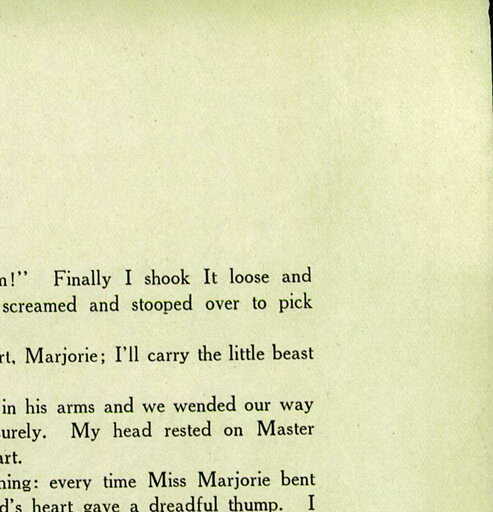 n!" Finally I shook It loose and
screamed and stooped over to pick
rt, Marjorie; I'll carry the little beast
in his arms and we wended our way
urely. My head rested on Master
art.
ning: every time Miss Marjorie bent
d's heart gave a dreadful thump. I